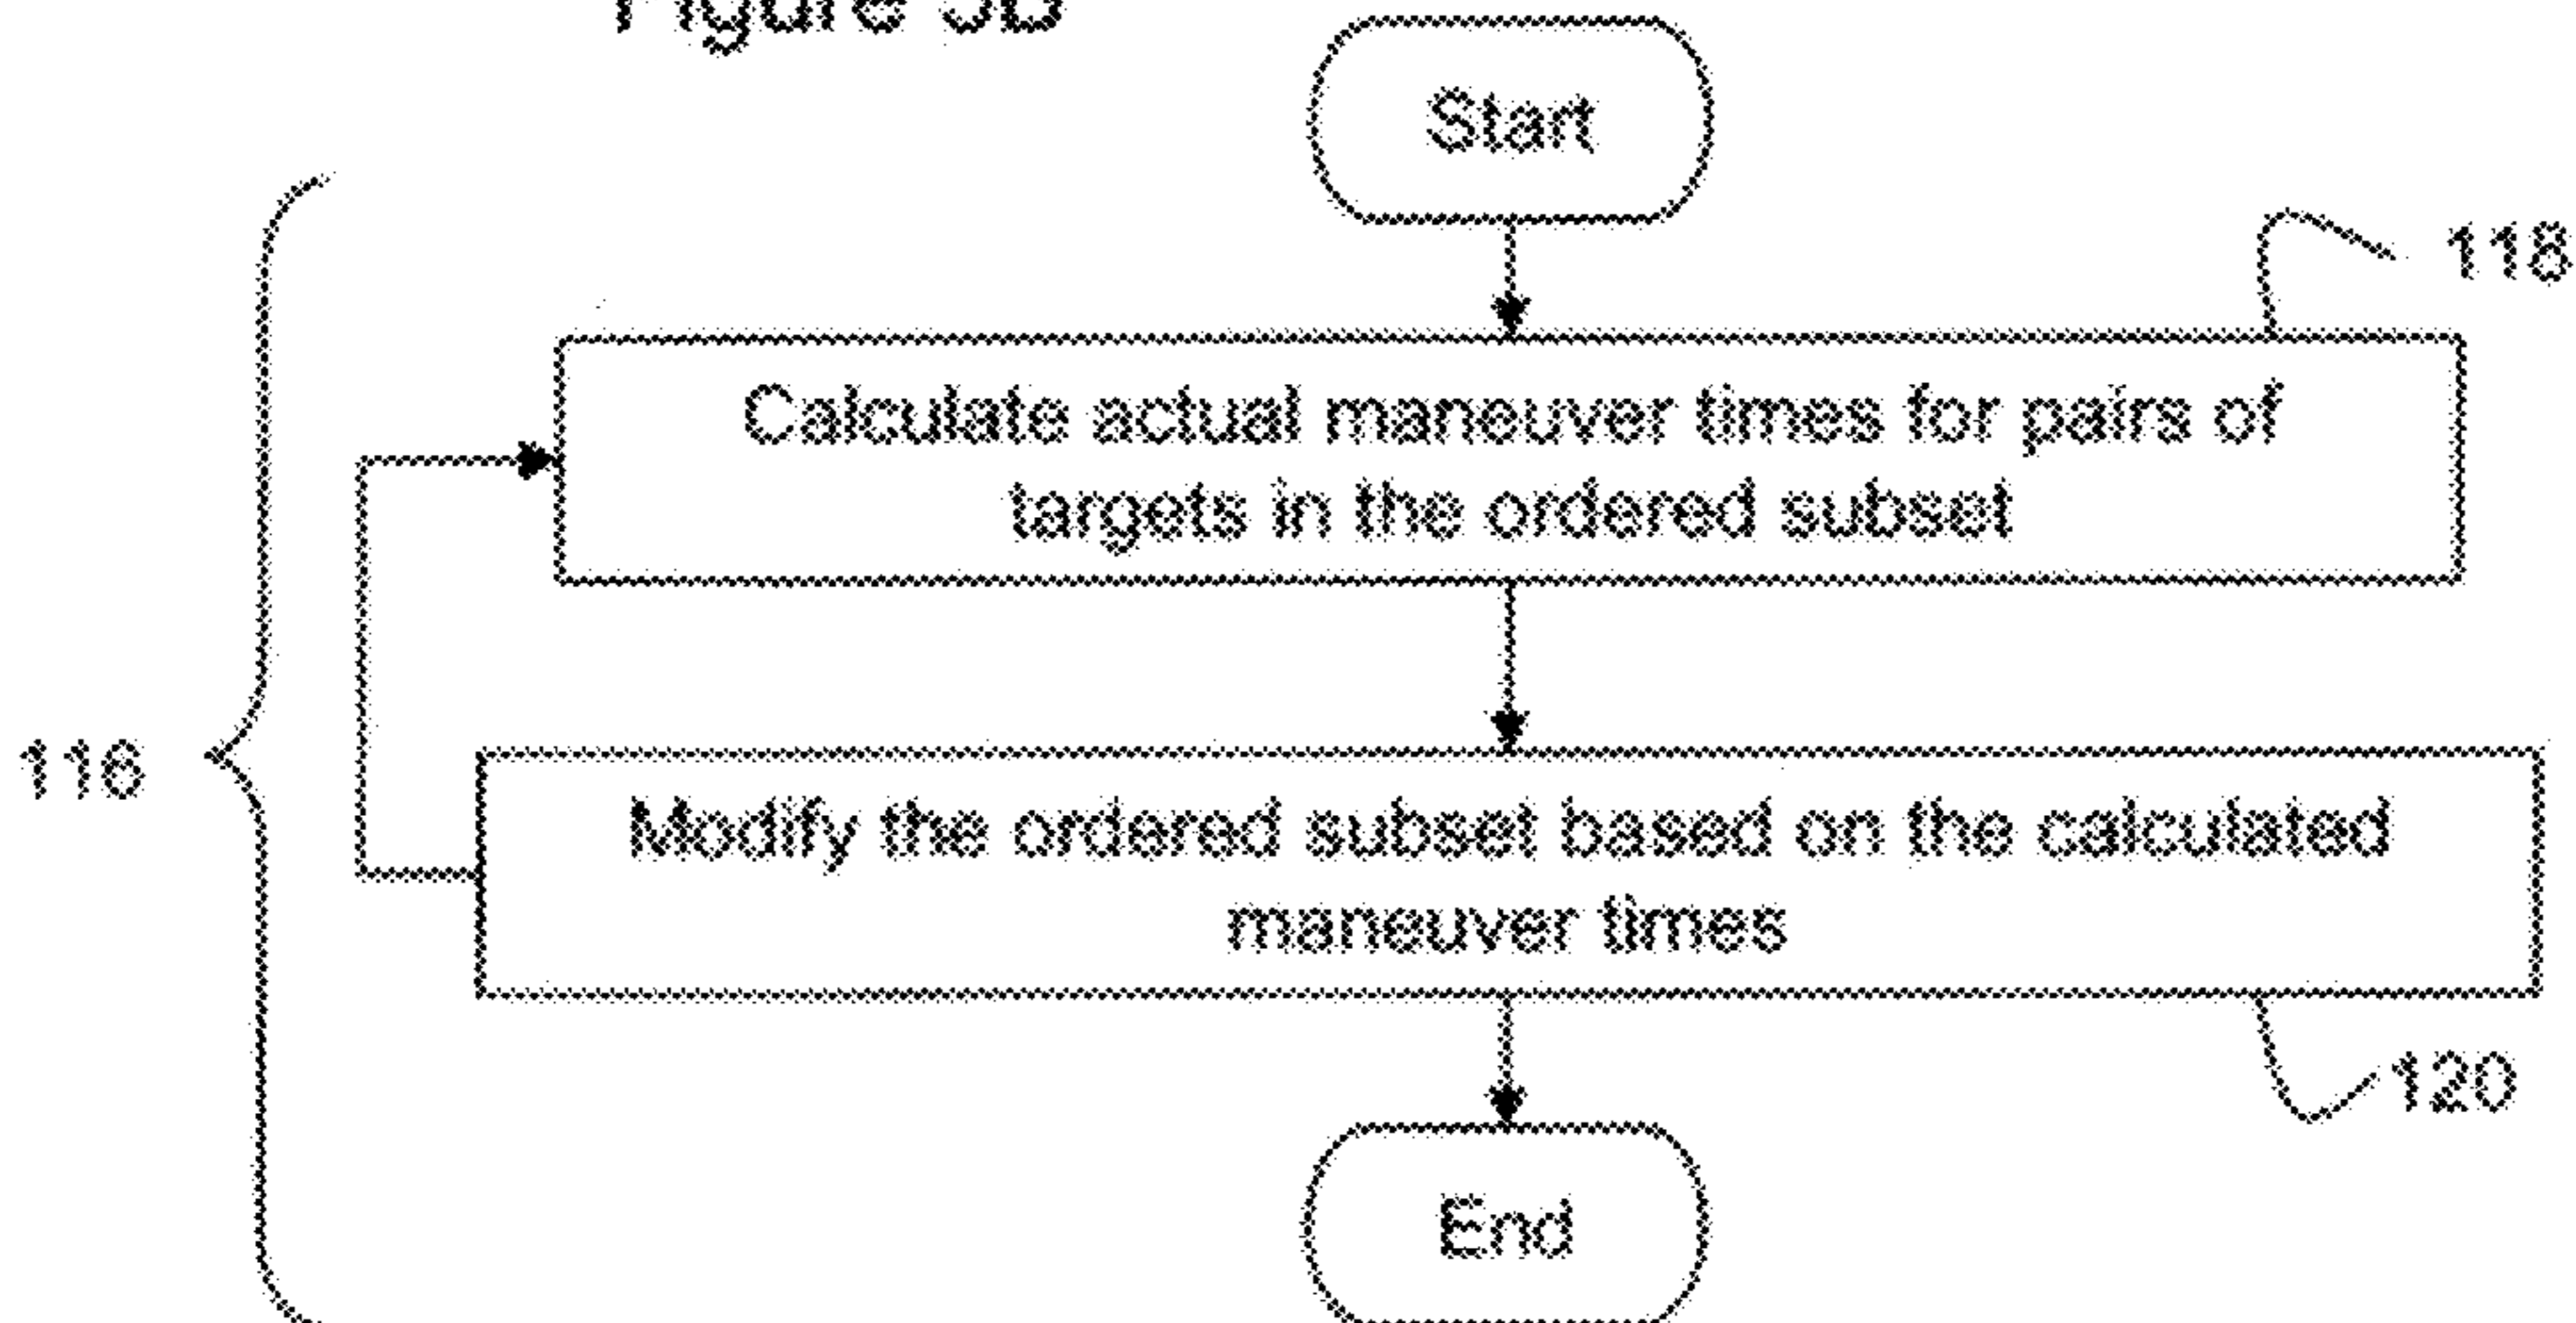 Start
118
Calculate actual maneuver times for pairs of
targets in the ordered subset
116
Modify the ordered subset based on the calculated
maneuver times
120
End